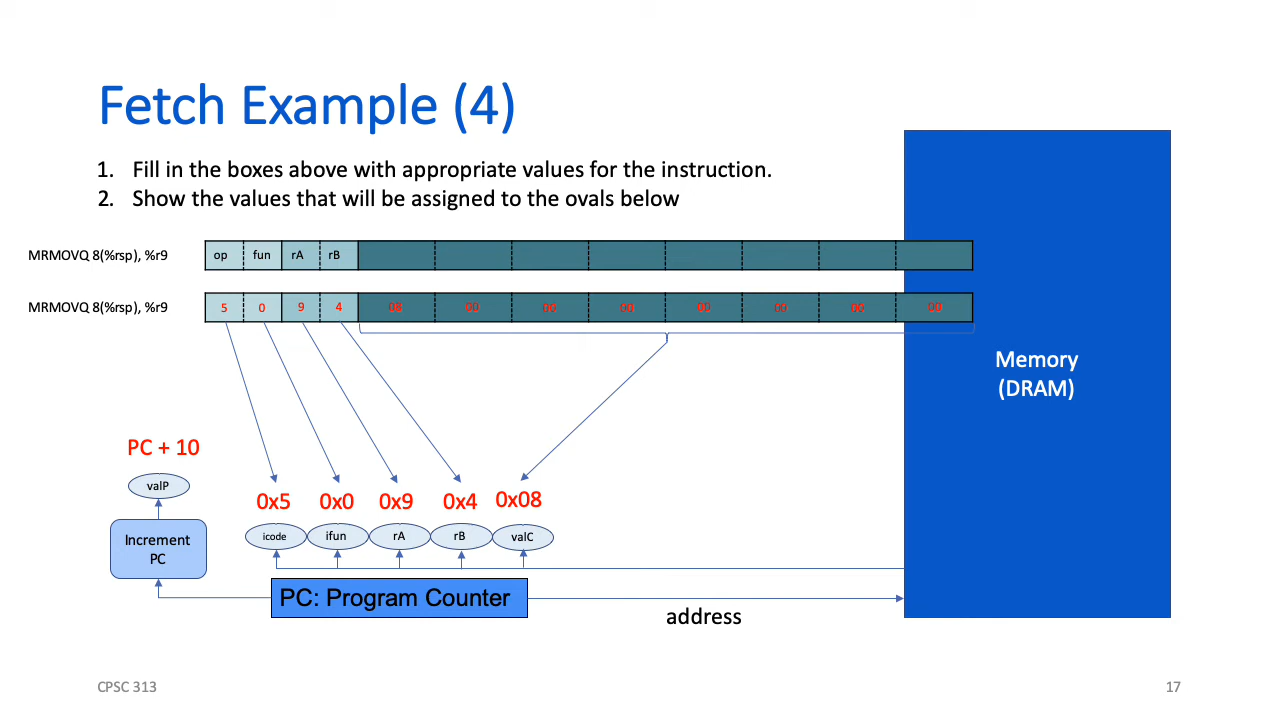 Fetch Example (4)
1. Fill in the boxes above with appropriate values for the instruction.
2. Show the values that will be assigned to the ovals below
MRMOVQ 8(%rsp), %r9 op fun rA rB
MRMOVQ 8(%rsp), %r9 5 0 9 4 08 00 00 00 00 00 00 00
Memory
(DRAM)
PC + 10
valP
0x5 0x0 0x9 0x4 0x08
icode ifun rA rB valC
Increment
PC
PC: Program Counter
address
CPSC 313
17